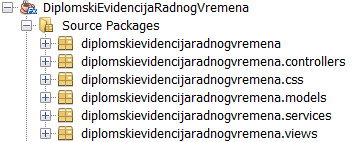 DiplomskiEvidencijaRadnogVremena
Source Packages
diplomskievidencijaradnogvremena
diplomskievidencijaradnogvremena.controllers
diplomskievidencijaradnogvremena.css
diplomskievidencijaradnogvremena.models
diplomskievidencijaradnogvremena.services
diplomskievidencijaradnogvremena.views